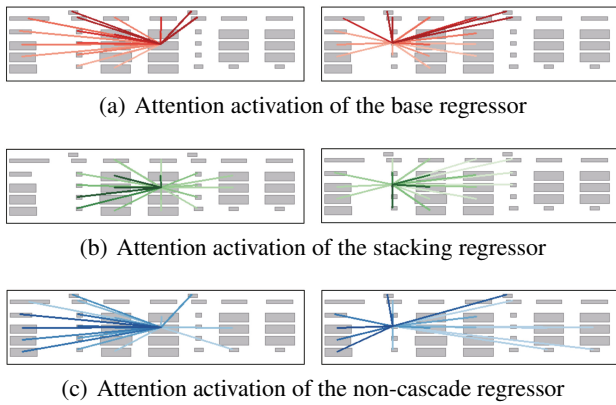 (a) Attention activation of the base regressor
(b) Attention activation of the stacking regressor
(c) Attention activation of the non-cascade regressor